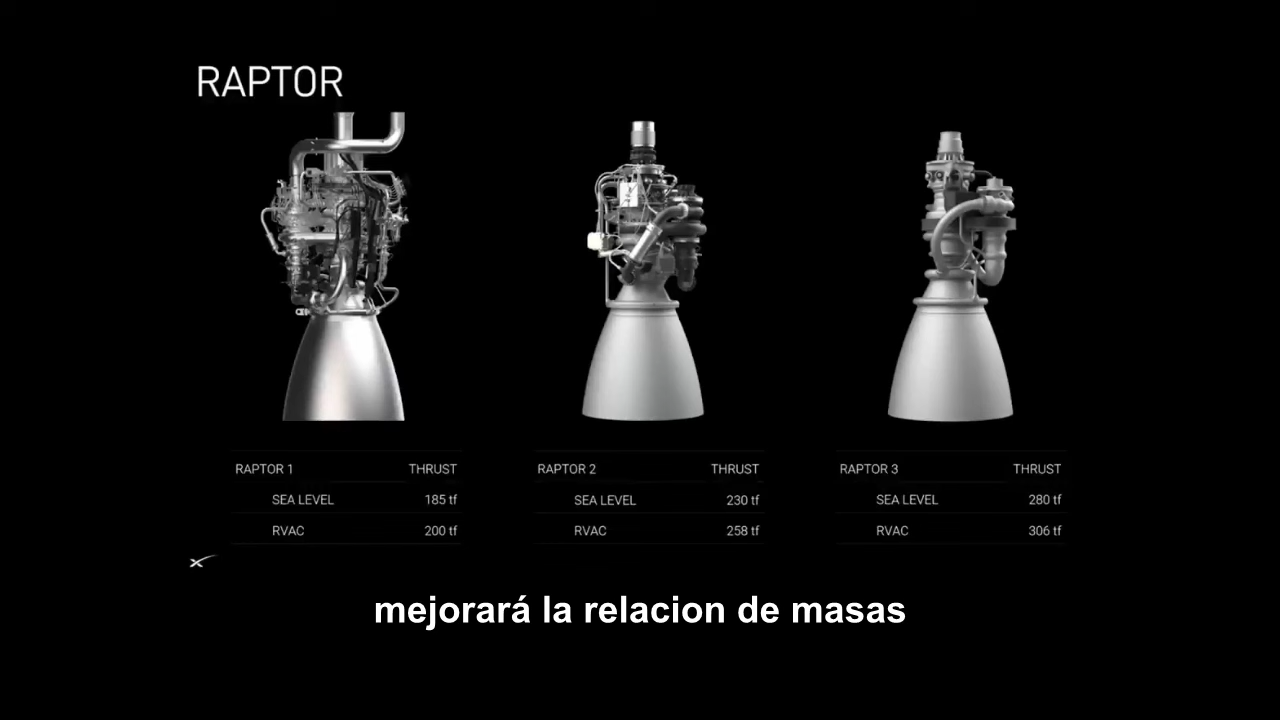 RAPTOR
RAPTOR 1 THRUST
SEA LEVEL 185 tf
RVAC 200 tf
RAPTOR 2 THRUST
SEA LEVEL 230 tf
RVAC 258 tf
RAPTOR 3 THRUST
SEA LEVEL 280 tf
RVAC 306 tf
mejorará la relacion de masas